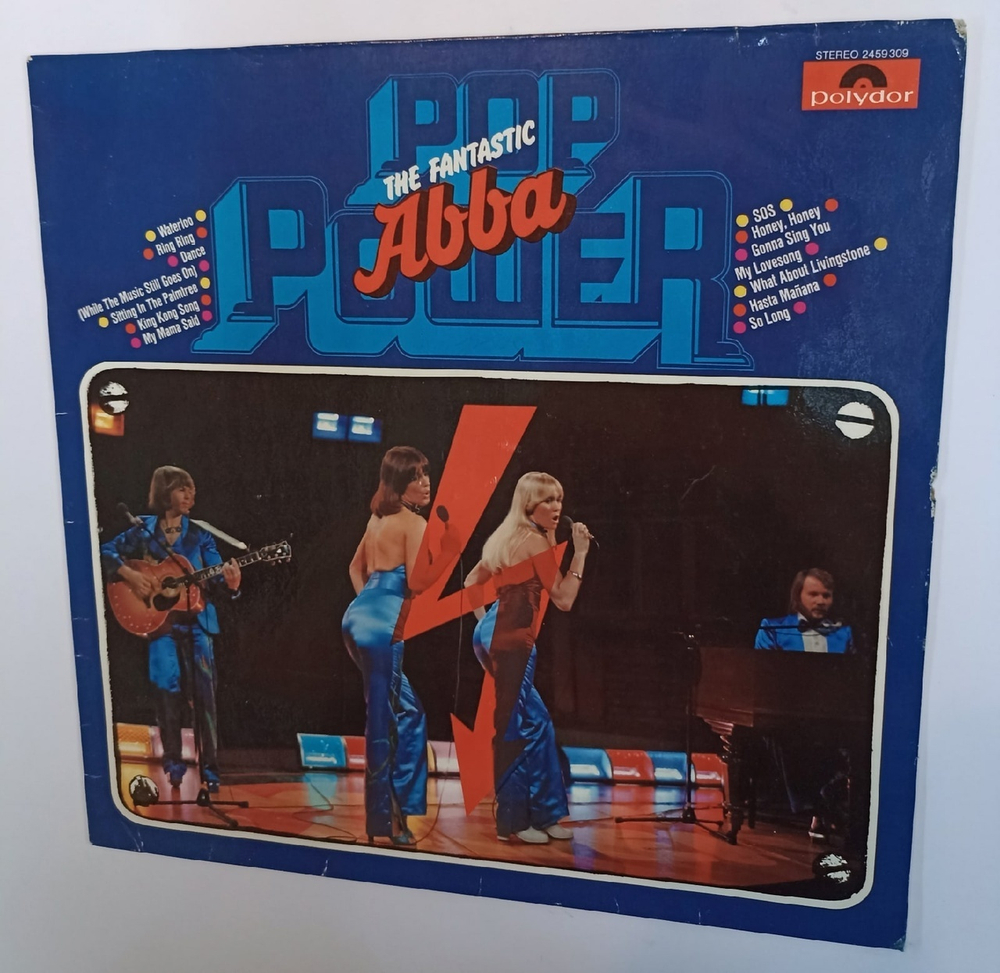 STEREO 2459 309
polydor
POP
THE FANTASTIC
Abba
POWER
Waterloo
Ring Ring
Dance
(While The Music Still Goes On)
Sitting In The Palmtree
King Kong Song
My Mama Said
SOS
Honey, Honey
Gonna Sing You
My Lovesong
What About Livingstone
Hasta Mañana
So Long